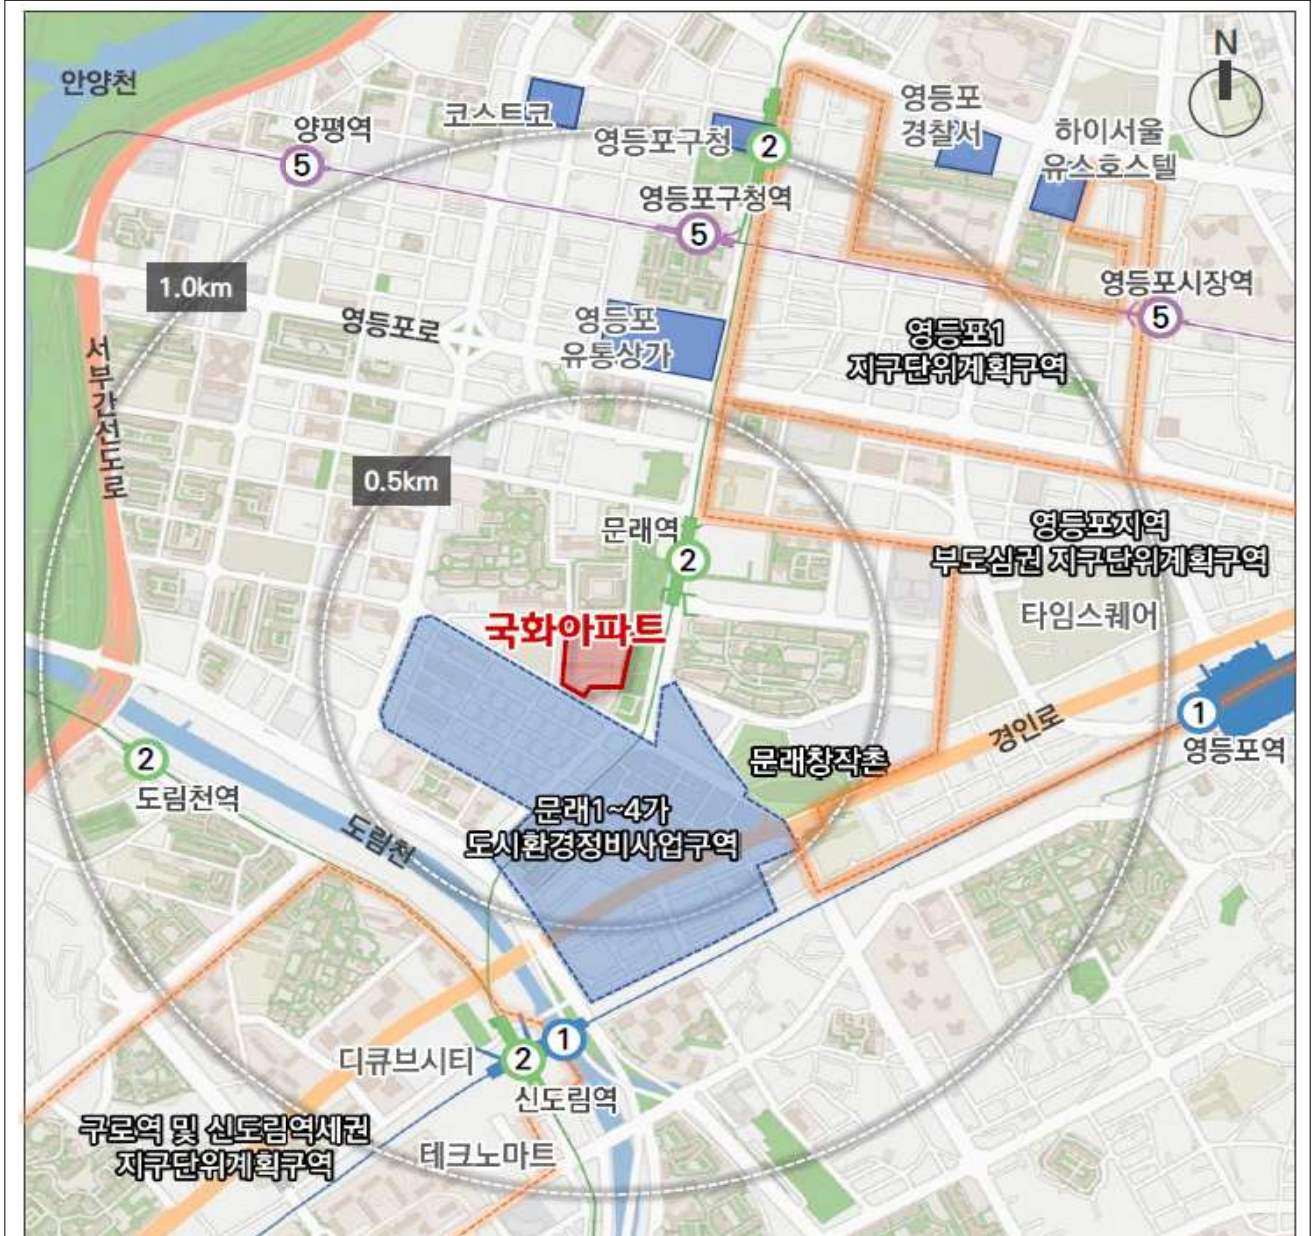 N
안양천
코스트코
영등포
경찰서
양평역
5
영등포구청
2
하이서울
유스호스텔
영등포구청역
5
1.0km
영등포시장역
5
영등포로
영등포
유통상가
영등포1
지구단위계획구역
서부간선도로
0.5km
문래역
2
영등포지역
부도심권 지구단위계획구역
타임스퀘어
국화아파트
경인로
1
영등포역
2
도림천역
문래창작촌
도림천
문래1~4가
도시환경정비사업구역
디큐브시티
2
1
신도림역
구로역 및 신도림역세권
지구단위계획구역
테크노마트